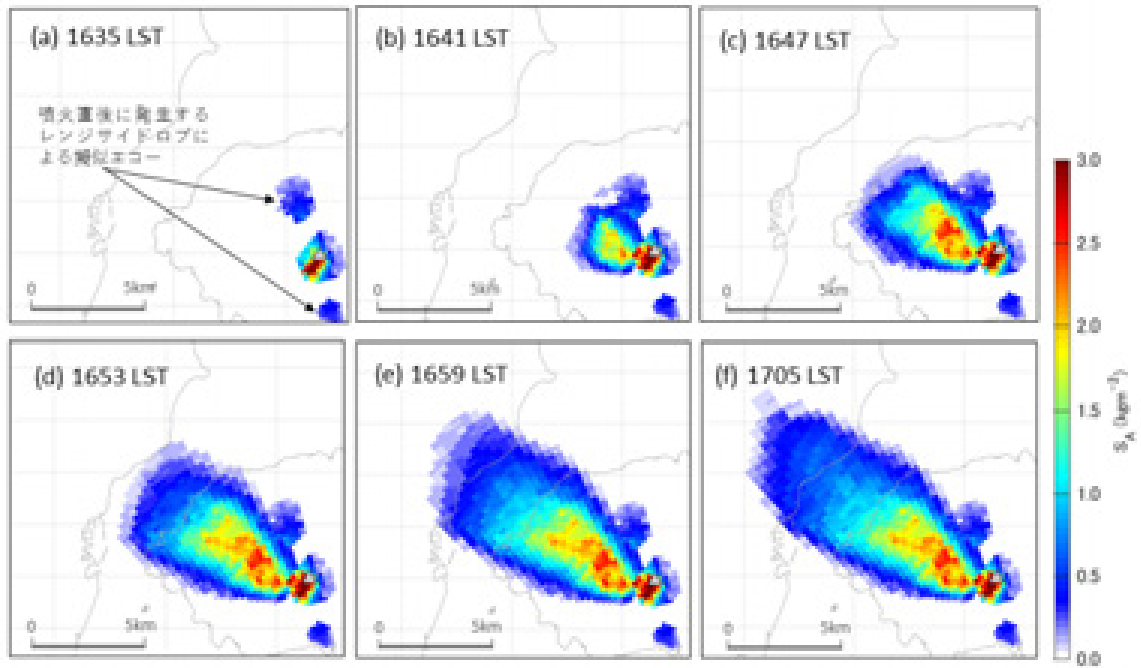 (a) 1635 LST
噴火直後に発生する
レンジサイドロブに
よる擬似エコー
0 5km
(b) 1641 LST
0 5km
(c) 1647 LST
0 5km
(d) 1653 LST
0 5km
(e) 1659 LST
0 5km
(f) 1705 LST
0 5km
3.0
2.5
2.0
1.5
1.0
0.5
0.0
S_A (kgm⁻²)